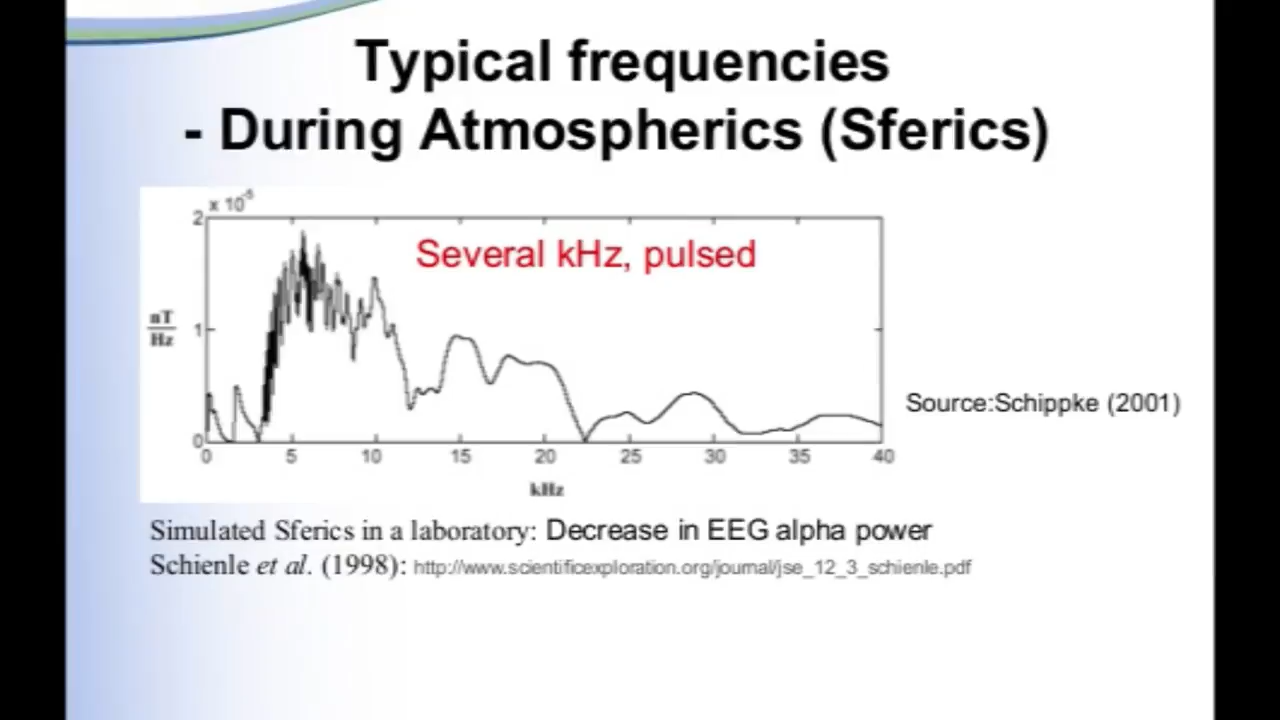 Typical frequencies
- During Atmospherics (Sferics)
x 10⁻⁵
2
Several kHz, pulsed
nT
Hz
1
Source:Schippke (2001)
0
0 5 10 15 20 25 30 35 40
kHz
Simulated Sferics in a laboratory: Decrease in EEG alpha power
Schienle et al. (1998): http://www.scientificexploration.org/journal/jse_12_3_schienle.pdf